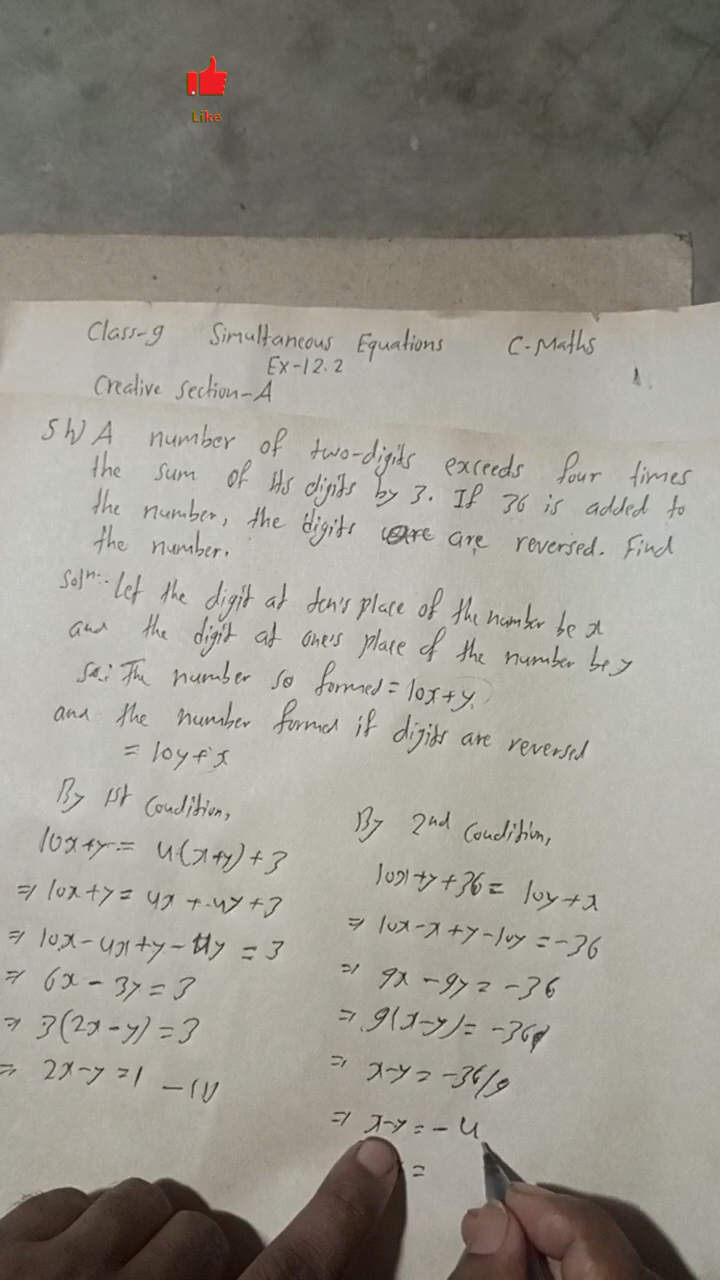 Like
Class-9 Simultaneous Equations C. Maths
Ex-12.2
Creative section-A
5 h) A number of two-digits exceeds four times
the sum of its digits by 3. If 36 is added to
the number, the digits are are reversed. Find
the number.
Solⁿ:- Let the digit at ten's place of the number be x
and the digit at one's place of the number be y
So: The number so formed = 10x+y.
and the number formed if digits are reversed
= 10y+x
By 1st Condition,
10x+y = 4(x+y)+3
=> 10x+y = 4x + 4y+3
=> 10x-4x+y-4y = 3
=> 6x - 3y = 3
=> 3(2x-y) = 3
=> 2x-y = 1 -(1)
By 2nd Condition,
10x+y+36 = 10y+x
=> 10x-x+y-10y = -36
=> 9x - 9y = -36
=> 9(x-y) = -36
=> x-y = -36/9
=> x-y = -4
=